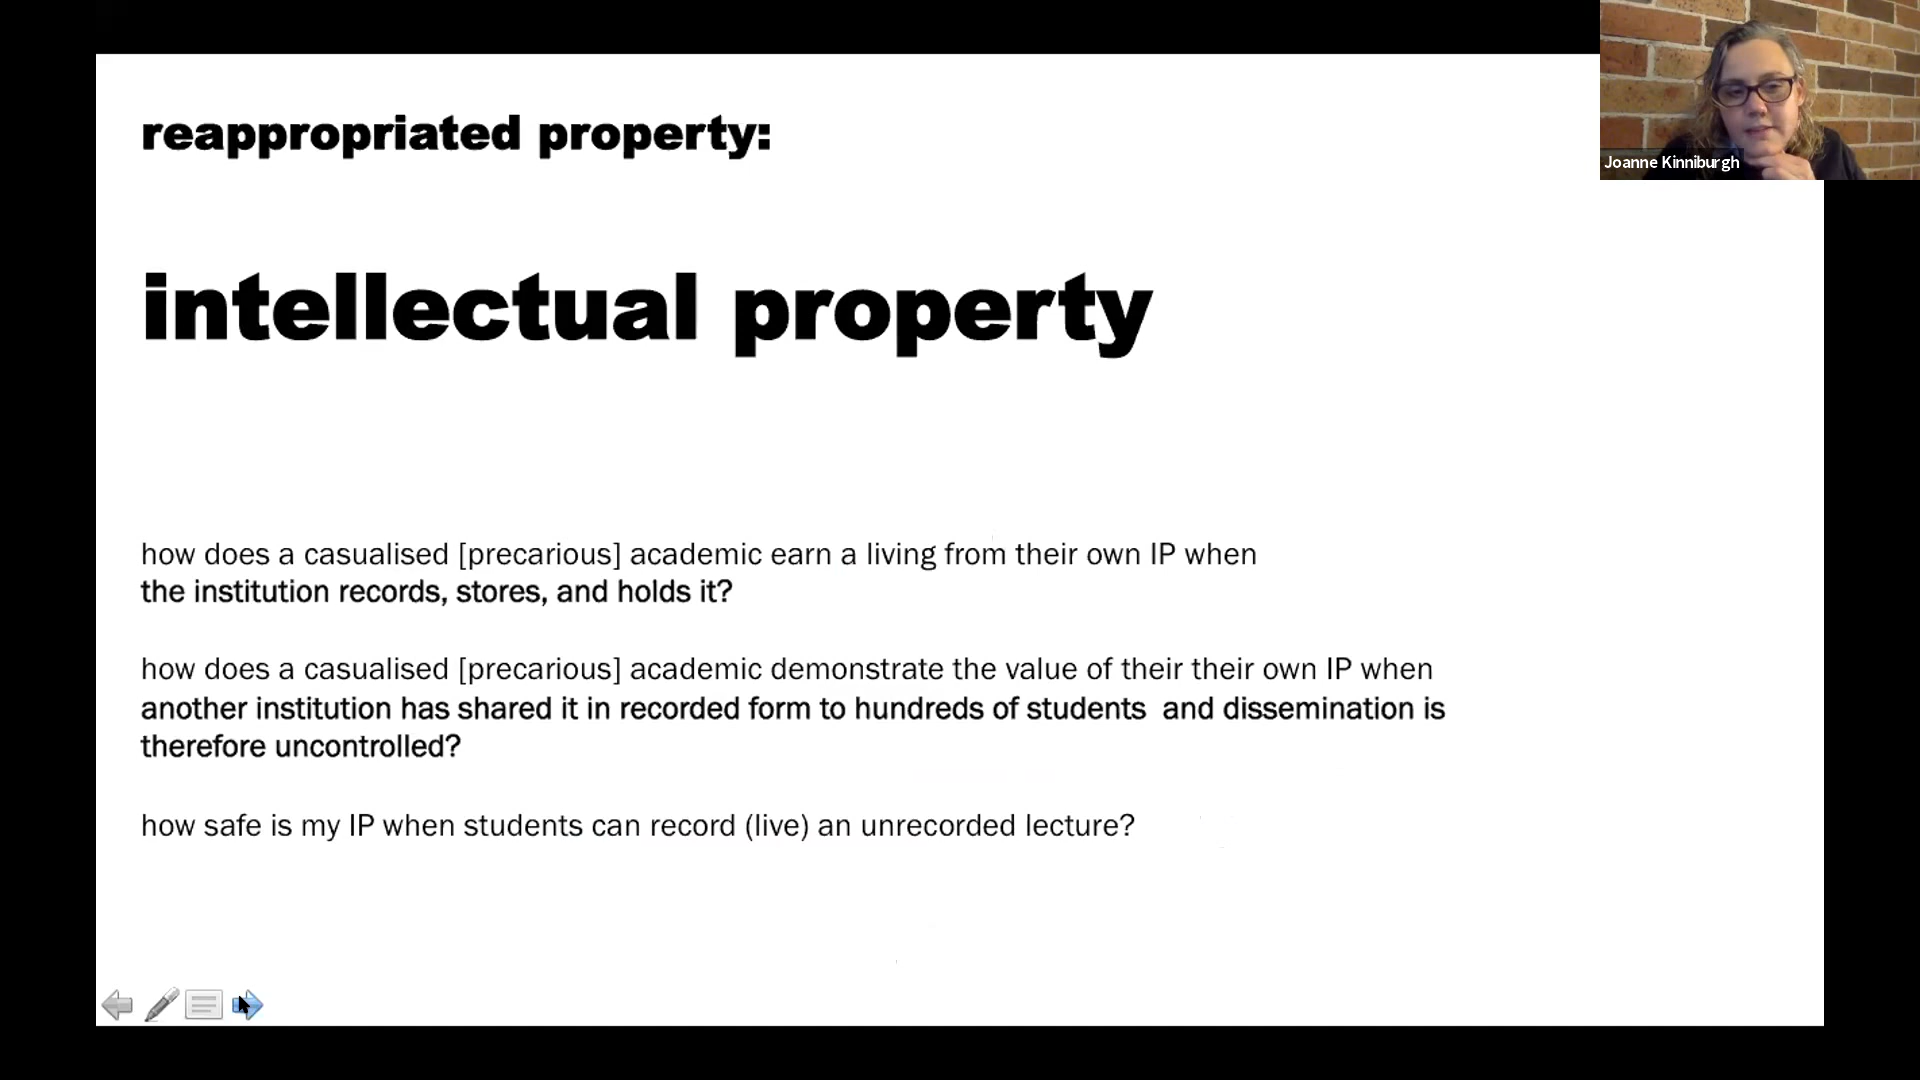 reappropriated property:
Joanne Kinniburgh
intellectual property
how does a casualised [precarious] academic earn a living from their own IP when
the institution records, stores, and holds it?
how does a casualised [precarious] academic demonstrate the value of their their own IP when
another institution has shared it in recorded form to hundreds of students  and dissemination is
therefore uncontrolled?
how safe is my IP when students can record (live) an unrecorded lecture?